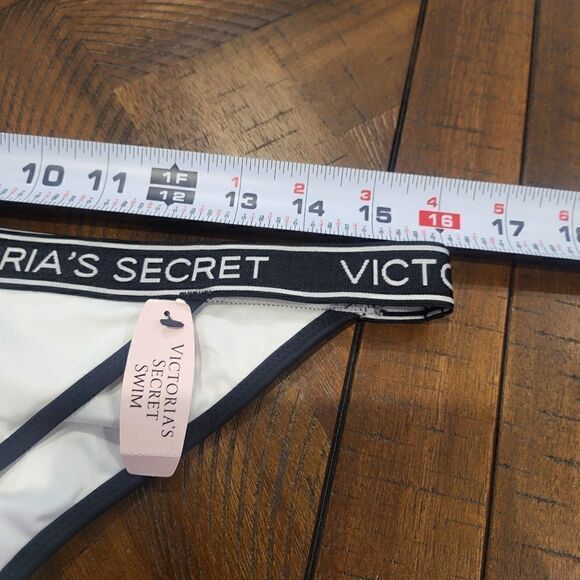 1 2 3 4 5 6
10 11 1F 12 13 14 15 16 17 18
RIA'S SECRET VICTO
VICTORIA'S
SECRET
SWIM